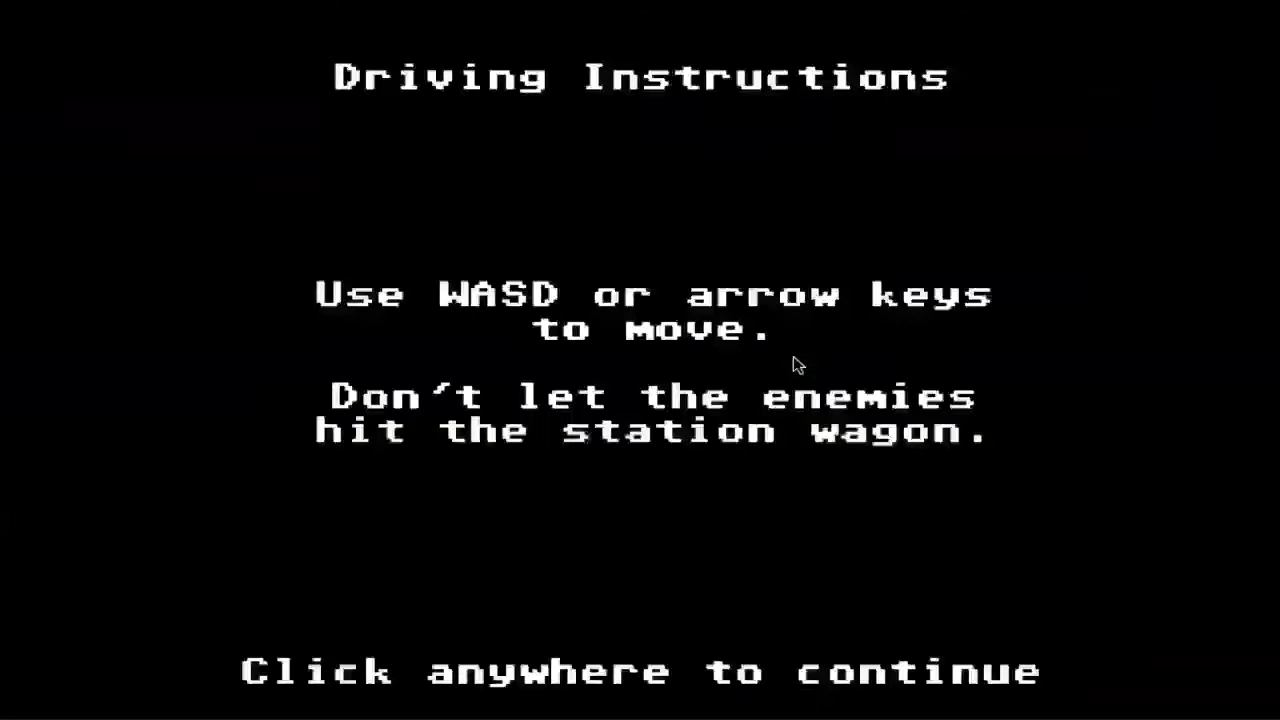 Driving Instructions
Use WASD or arrow keys
to move.
Don't let the enemies
hit the station wagon.
Click anywhere to continue